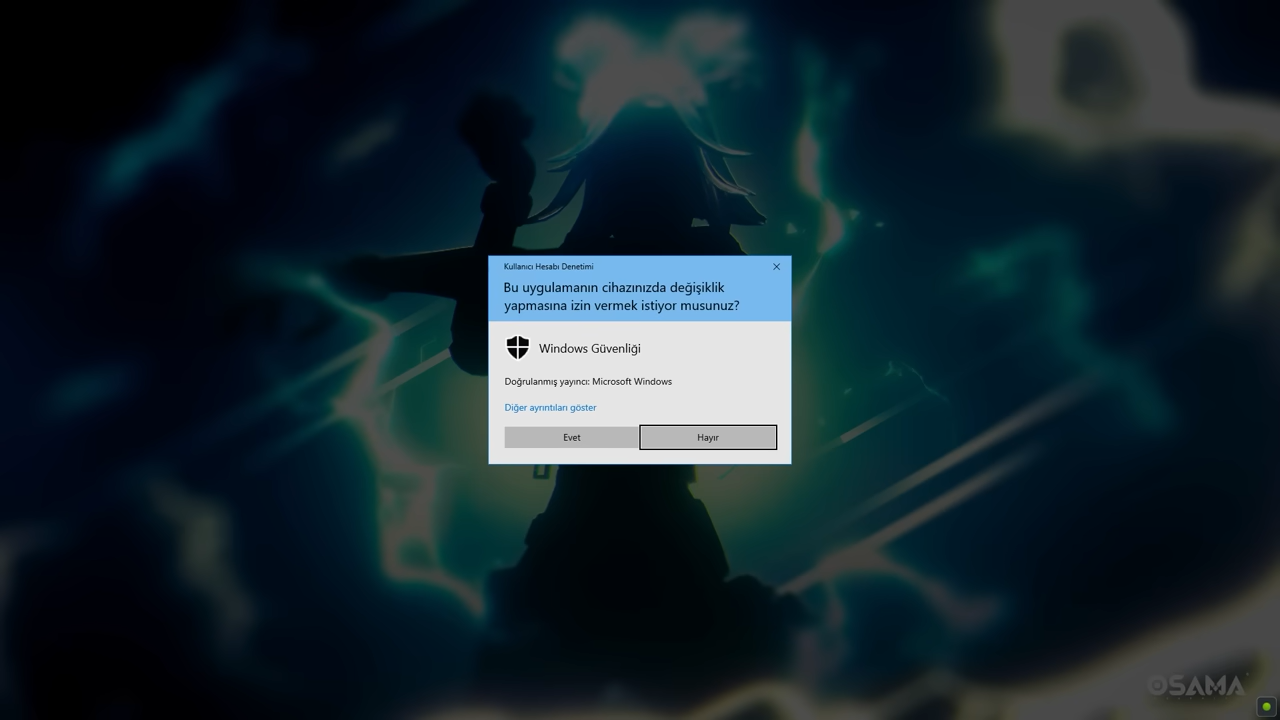 Kullanıcı Hesabı Denetimi
Bu uygulamanın cihazınızda değişiklik
yapmasına izin vermek istiyor musunuz?
Windows Güvenliği
Doğrulanmış yayıncı: Microsoft Windows
Diğer ayrıntıları göster
Evet
Hayır
OSAMA